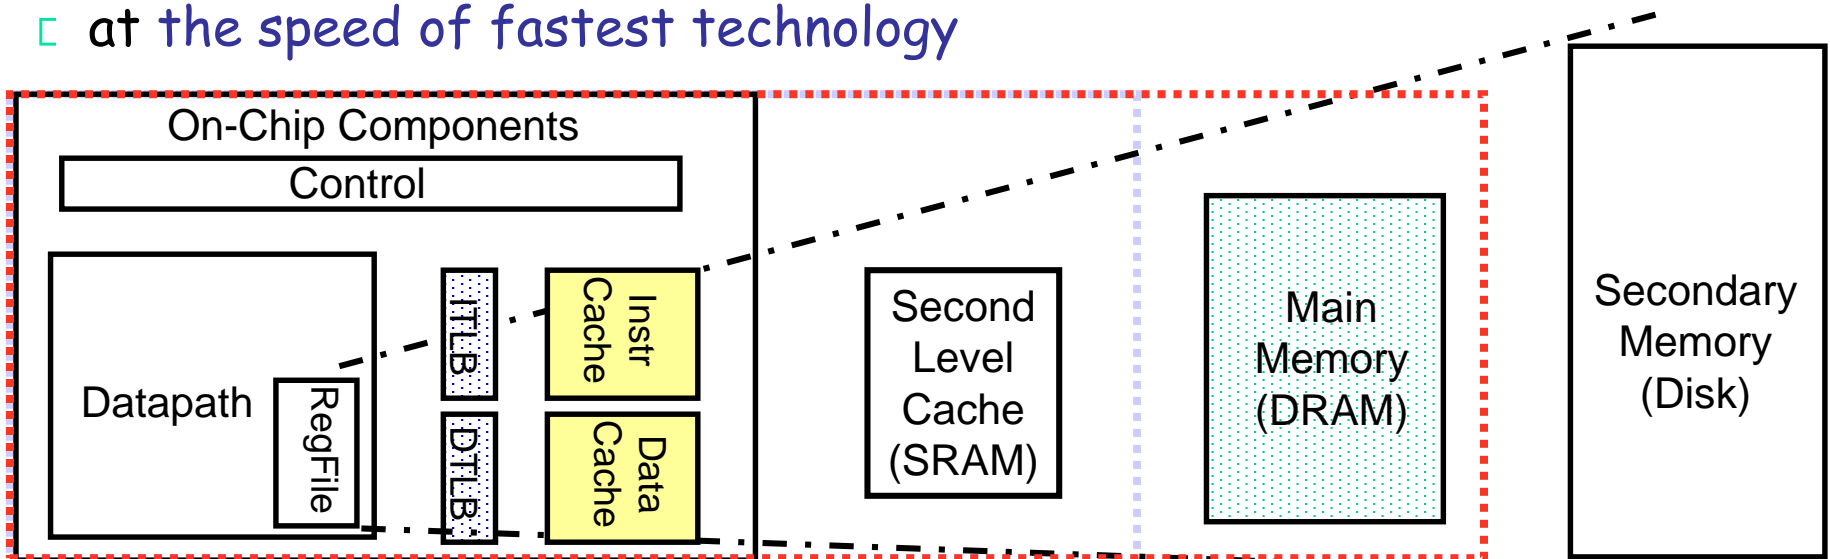 at the speed of fastest technology
On-Chip Components
Control
Datapath
RegFile
ITLB
DTLB
Instr
Cache
Data
Cache
Second
Level
Cache
(SRAM)
Main
Memory
(DRAM)
Secondary
Memory
(Disk)